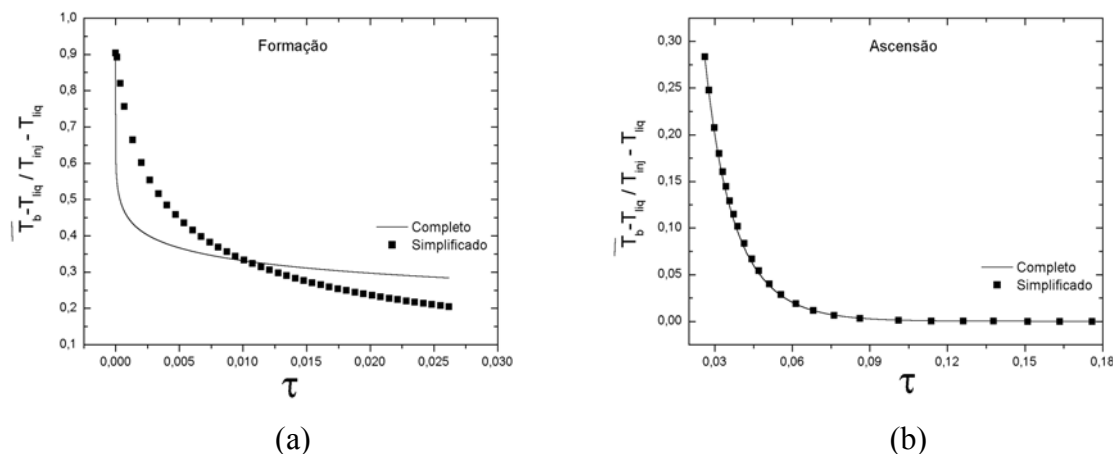 Formação
1,0
0,9
0,8
0,7
0,6
0,5
0,4
0,3
0,2
0,1
T_b-T_liq / T_inj - T_liq
Completo
Simplificado
0,000 0,005 0,010 0,015 0,020 0,025 0,030
τ
(a)
Ascensão
0,30
0,25
0,20
0,15
0,10
0,05
0,00
T_b-T_liq / T_inj - T_liq
Completo
Simplificado
0,03 0,06 0,09 0,12 0,15 0,18
τ
(b)